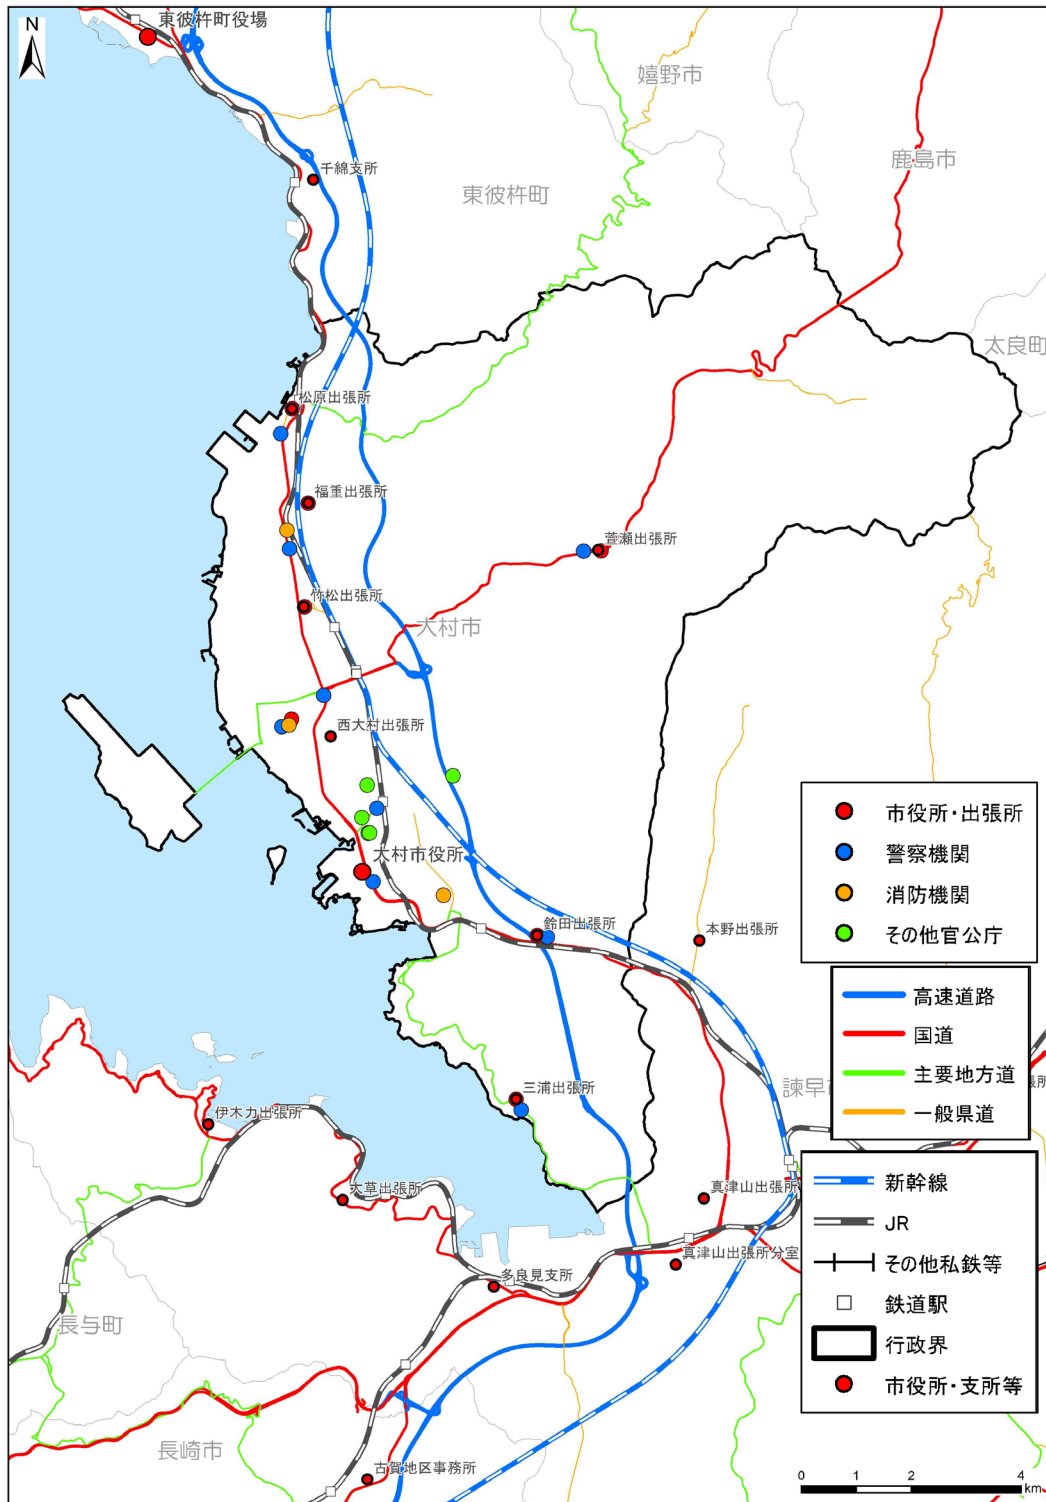 N
東彼杵町役場
嬉野市
鹿島市
千綿支所
東彼杵町
太良町
松原出張所
福重出張所
萱瀬出張所
竹松出張所
大村市
西大村出張所
大村市役所
鈴田出張所
本野出張所
三浦出張所
諫早
張所
伊木力出張所
大草出張所
真津山出張所
真津山出張所分室
多良見支所
長与町
長崎市
古賀地区事務所
市役所・出張所
警察機関
消防機関
その他官公庁
高速道路
国道
主要地方道
一般県道
新幹線
JR
その他私鉄等
鉄道駅
行政界
市役所・支所等
0 1 2 4
km